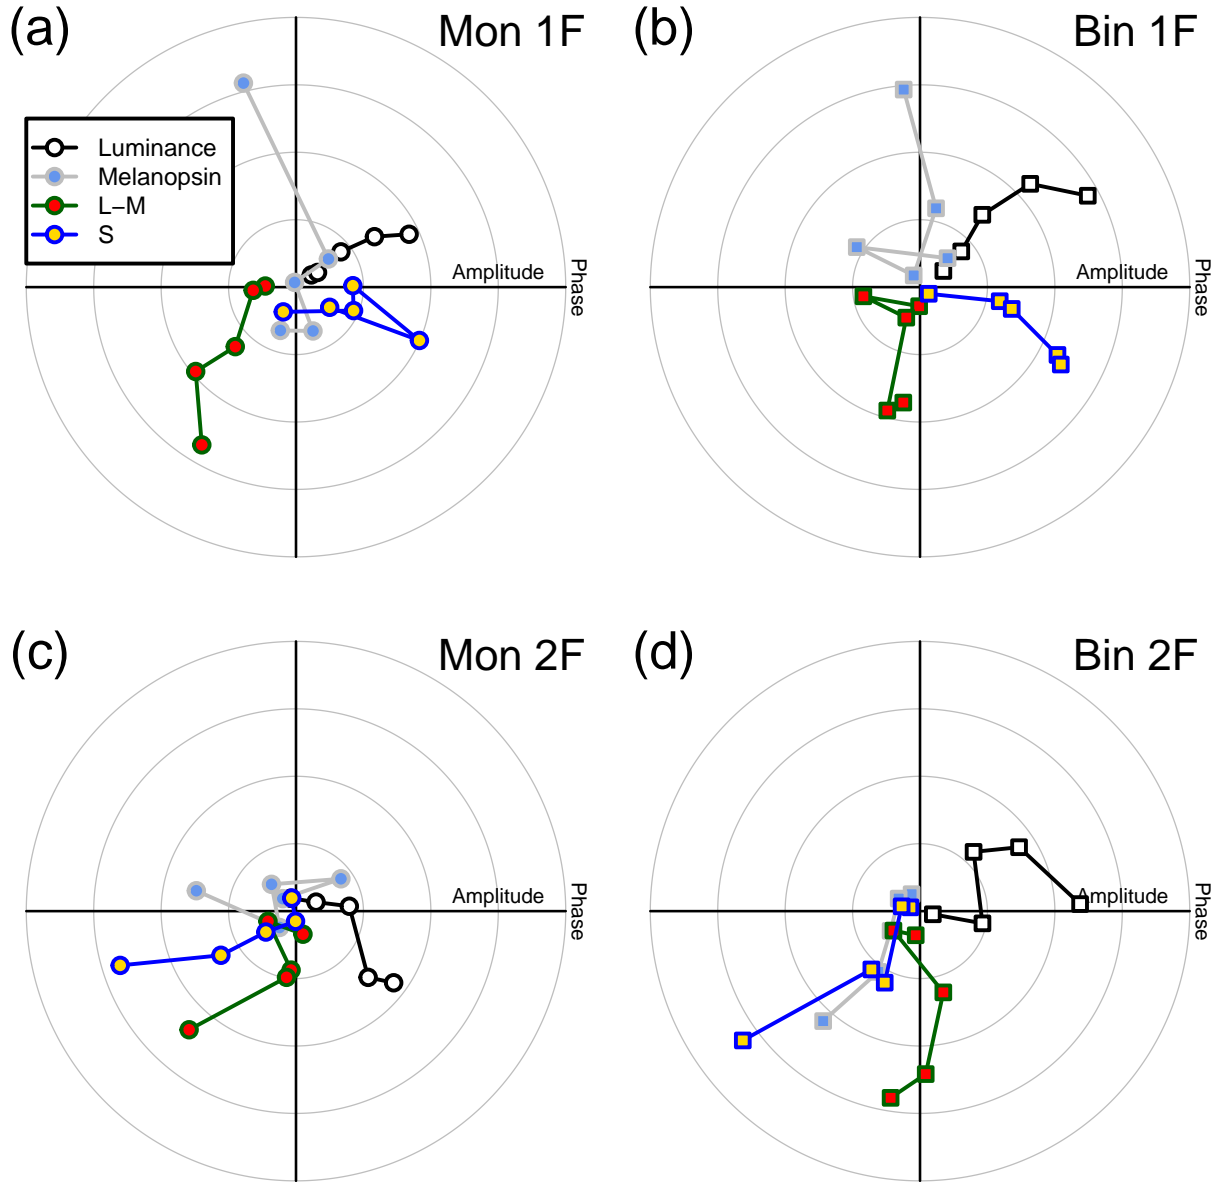 (a)
Mon 1F
Luminance
Melanopsin
L−M
S
Amplitude
Phase
(b)
Bin 1F
Amplitude
Phase
(c)
Mon 2F
Amplitude
Phase
(d)
Bin 2F
Amplitude
Phase